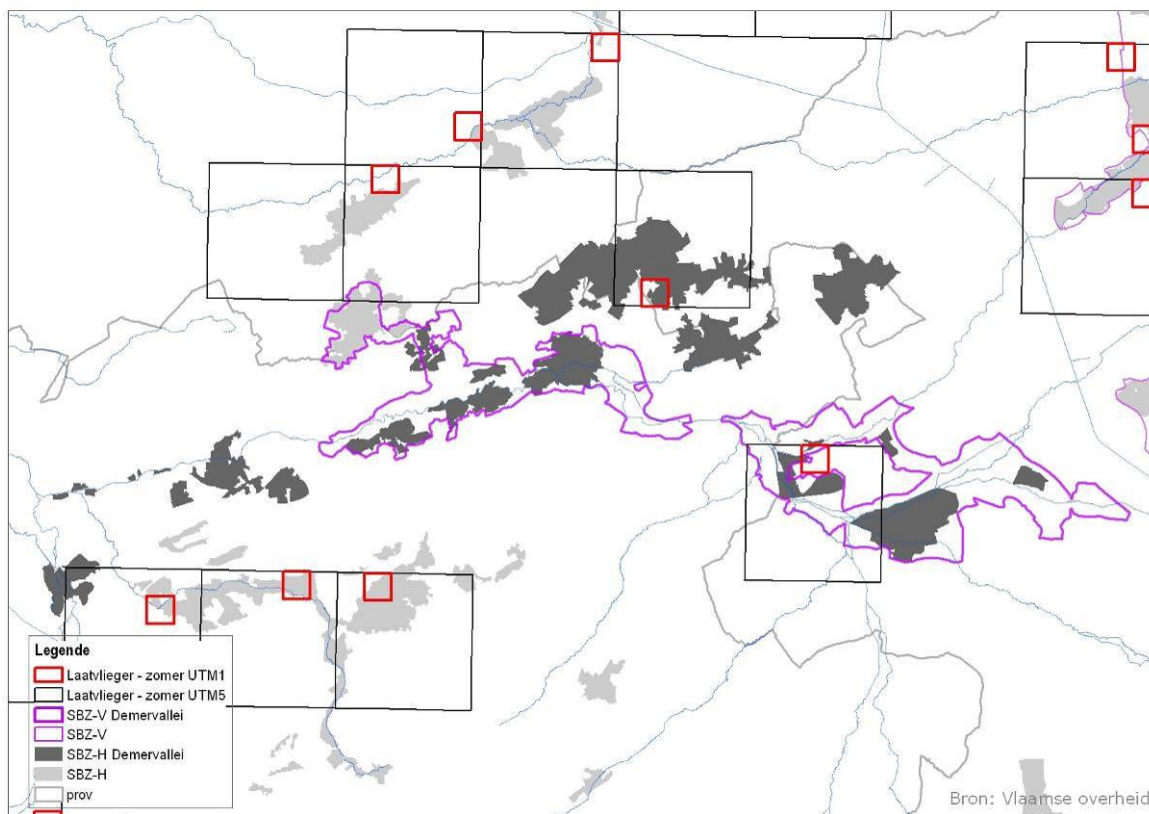 Legende
Laatvlieger - zomer UTM1
Laatvlieger - zomer UTM5
SBZ-V Demervallei
SBZ-V
SBZ-H Demervallei
SBZ-H
prov
Bron: Vlaamse overheid